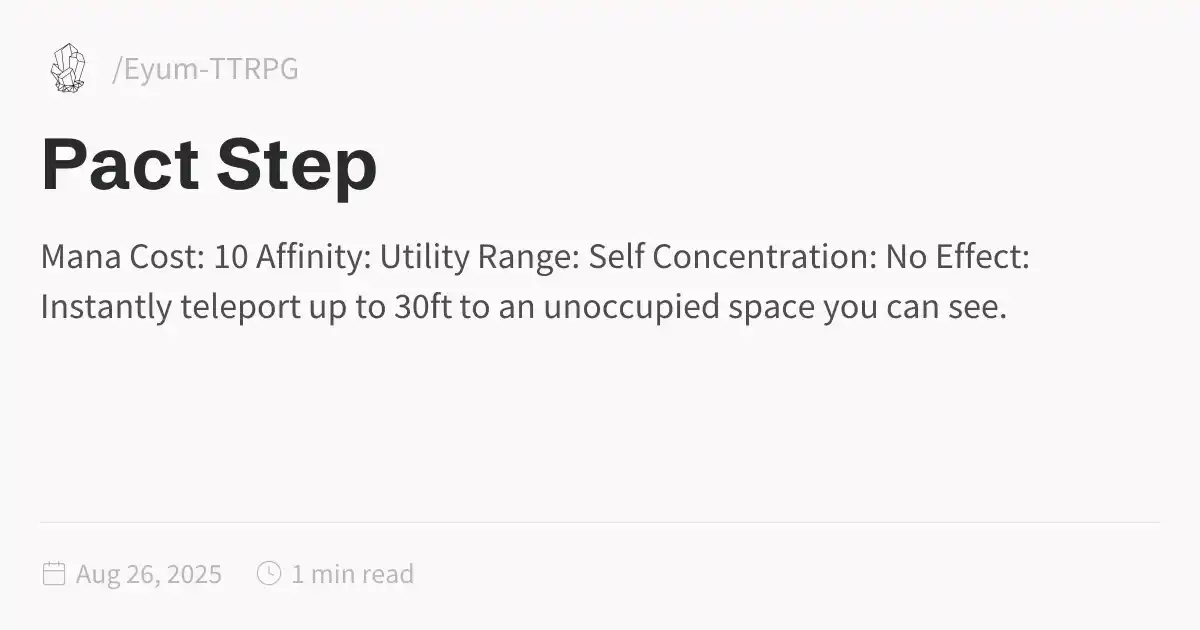 /Eyum-TTRPG
Pact Step
Mana Cost: 10 Affinity: Utility Range: Self Concentration: No Effect:
Instantly teleport up to 30ft to an unoccupied space you can see.
Aug 26, 2025 1 min read